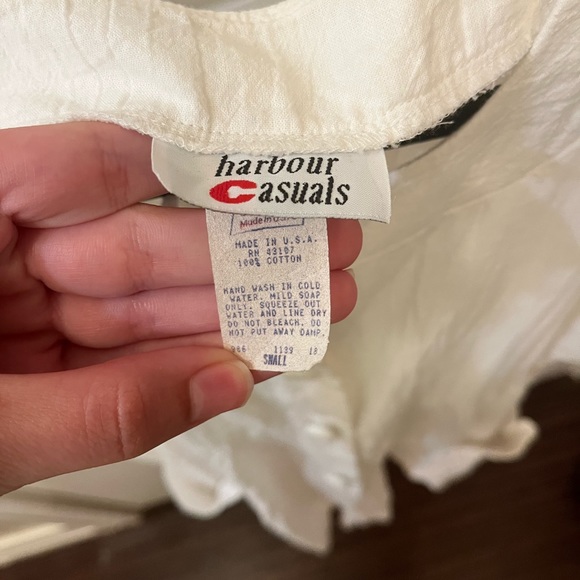 harbour
Casuals
Made in U.S.A.
MADE IN U.S.A.
RN 43197
100% COTTON
HAND WASH IN COLD
WATER. MILD SOAP
ONLY. SQUEEZE OUT
WATER AND LINE DRY
DO NOT BLEACH. DO
NOT PUT AWAY DAMP
SMALL